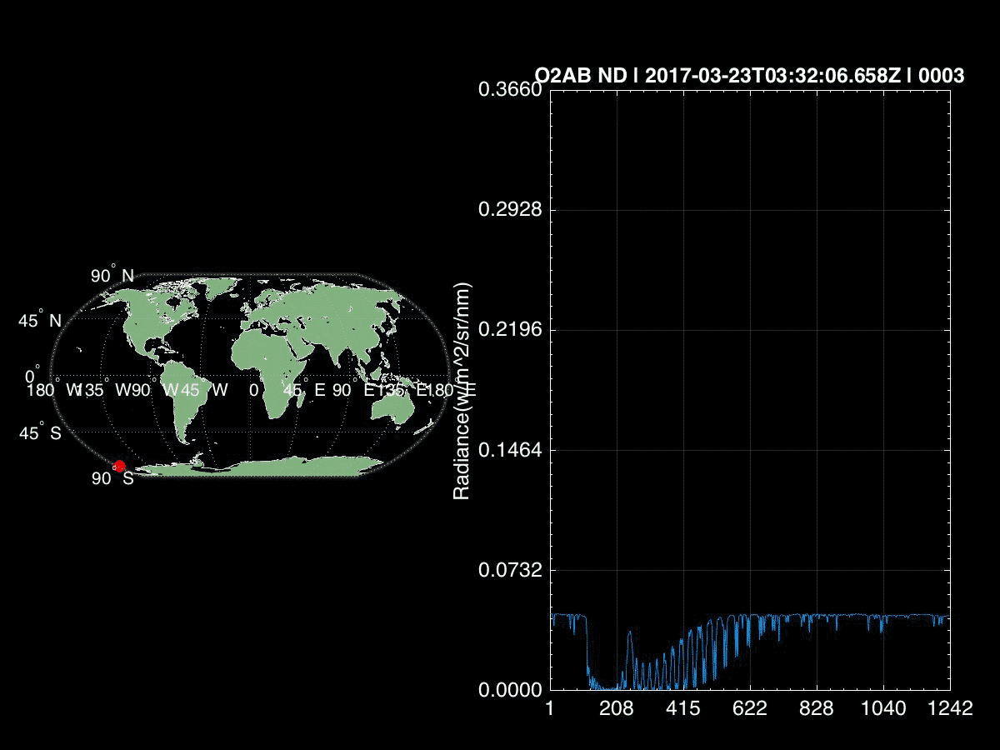 O2AB ND | 2017-03-23T03:32:06.658Z | 0003
0.3660
0.2928
0.2196
0.1464
0.0732
0.0000
Radiance(w/m^2/sr/nm)
1 208 415 622 828 1040 1242
90° N
45° N
0°
180° W 135° W 90° W 45° W 0 45° E 90° E 135° E 180° E
45° S
90° S